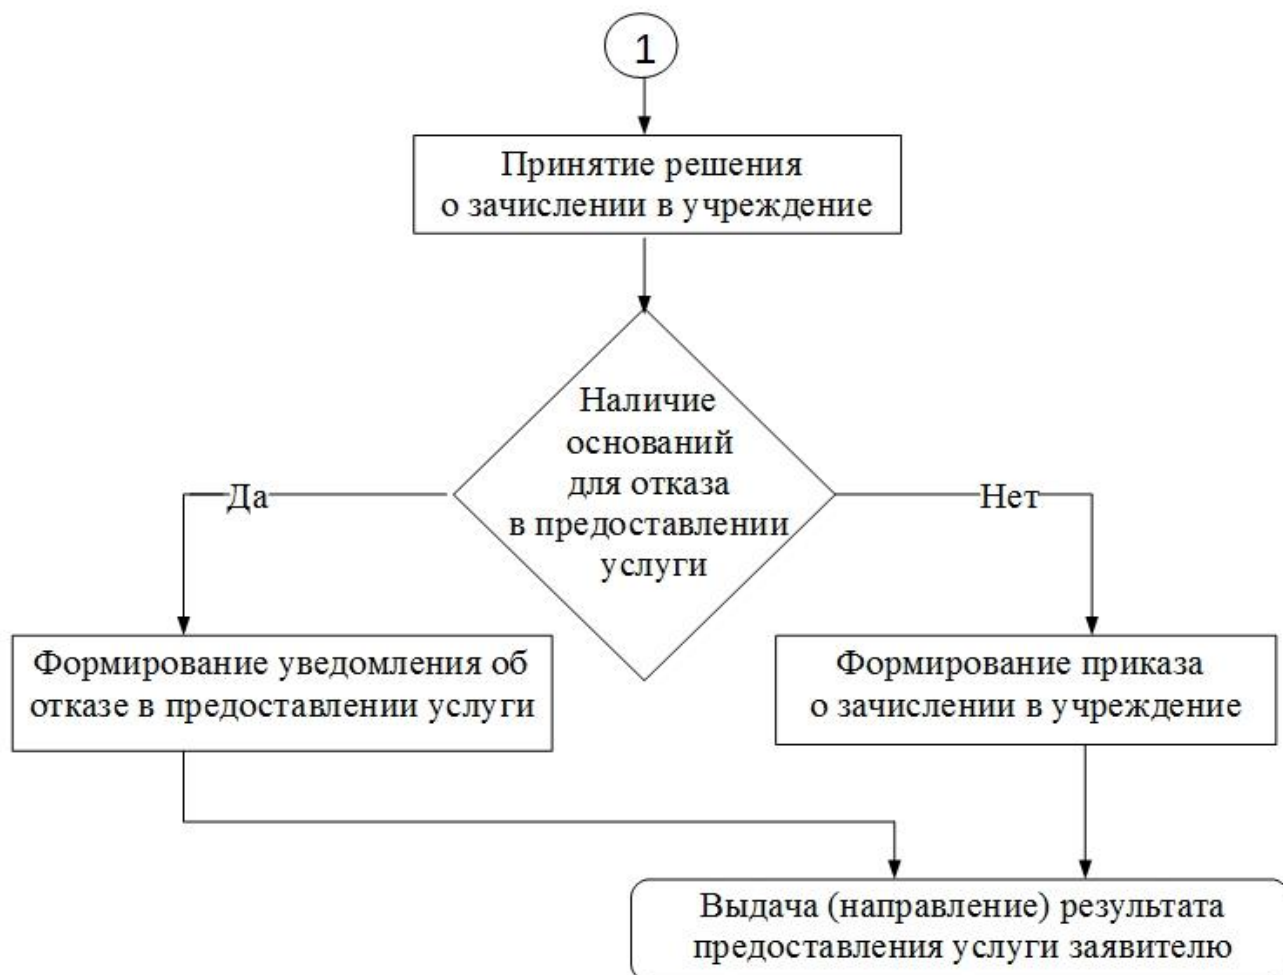 1
Принятие решения
о зачислении в учреждение
Наличие
оснований
для отказа
в предоставлении
услуги
Да
Нет
Формирование уведомления об
отказе в предоставлении услуги
Формирование приказа
о зачислении в учреждение
Выдача (направление) результата
предоставления услуги заявителю